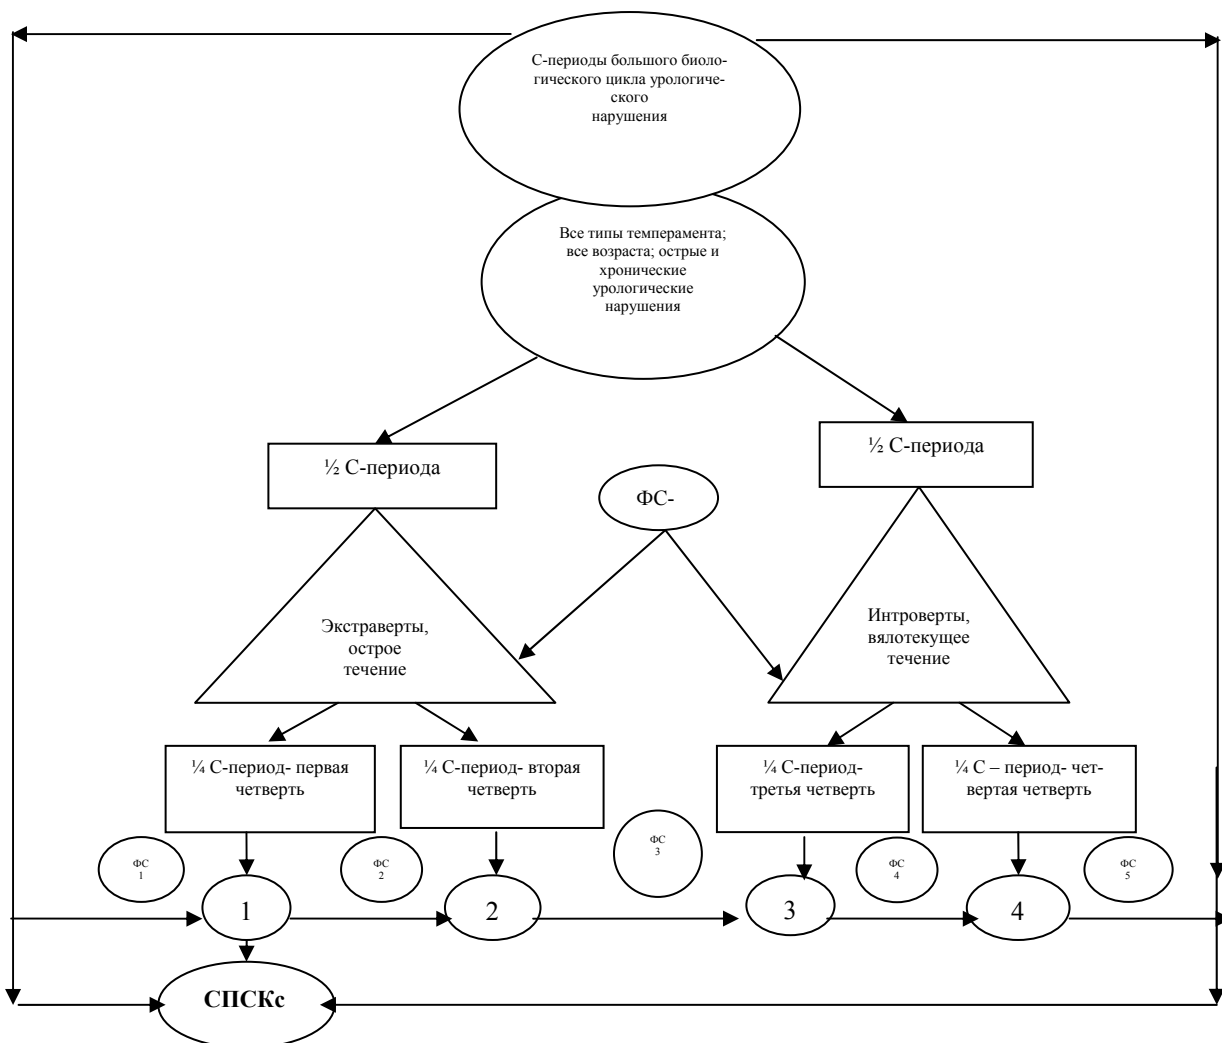 С-периоды большого биоло-
гического цикла урологиче-
ского
нарушения
Все типы темперамента;
все возраста; острые и
хронические
урологические
нарушения
½ С-периода
½ С-периода
ФС-
Экстраверты,
острое
течение
Интроверты,
вялотекущее
течение
¼ С-период- первая
четверть
¼ С-период- вторая
четверть
¼ С-период-
третья четверть
¼ С – период- чет-
вертая четверть
ФС
1
ФС
2
ФС
3
ФС
4
ФС
5
1
2
3
4
СПСКс